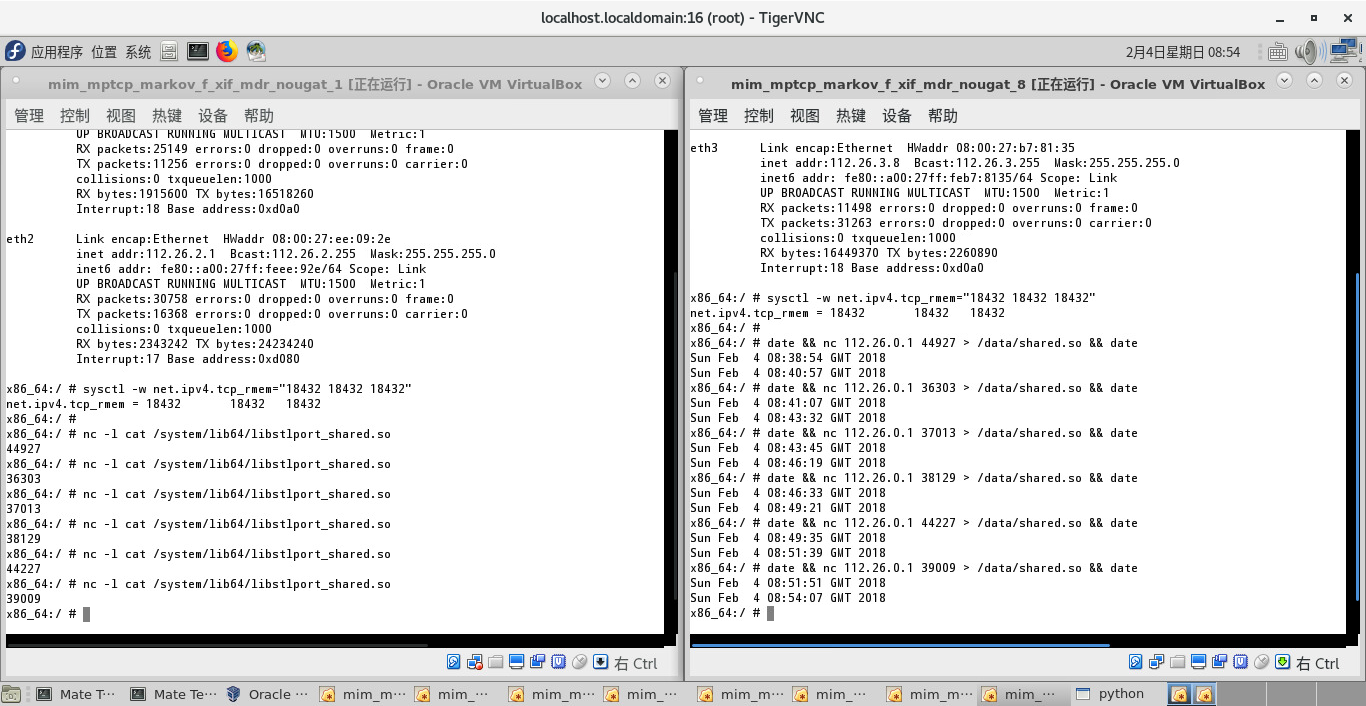 localhost.localdomain:16 (root) - TigerVNC
应用程序 位置 系统
2月4日星期日 08:54
mim_mptcp_markov_f_xif_mdr_nougat_1 [正在运行] - Oracle VM VirtualBox
管理 控制 视图 热键 设备 帮助
UP BROADCAST RUNNING MULTICAST  MTU:1500  Metric:1
RX packets:25149 errors:0 dropped:0 overruns:0 frame:0
TX packets:11256 errors:0 dropped:0 overruns:0 carrier:0
collisions:0 txqueuelen:1000
RX bytes:1915600 TX bytes:16518260
Interrupt:18 Base address:0xd0a0
eth2      Link encap:Ethernet  HWaddr 08:00:27:ee:09:2e
inet addr:112.26.2.1  Bcast:112.26.2.255  Mask:255.255.255.0
inet6 addr: fe80::a00:27ff:feee:92e/64 Scope: Link
UP BROADCAST RUNNING MULTICAST  MTU:1500  Metric:1
RX packets:30758 errors:0 dropped:0 overruns:0 frame:0
TX packets:16368 errors:0 dropped:0 overruns:0 carrier:0
collisions:0 txqueuelen:1000
RX bytes:2343242 TX bytes:24234240
Interrupt:17 Base address:0xd080
x86_64:/ # sysctl -w net.ipv4.tcp_rmem="18432 18432 18432"
net.ipv4.tcp_rmem = 18432       18432   18432
x86_64:/ #
x86_64:/ # nc -l cat /system/lib64/libstlport_shared.so
44927
x86_64:/ # nc -l cat /system/lib64/libstlport_shared.so
36303
x86_64:/ # nc -l cat /system/lib64/libstlport_shared.so
37013
x86_64:/ # nc -l cat /system/lib64/libstlport_shared.so
38129
x86_64:/ # nc -l cat /system/lib64/libstlport_shared.so
44227
x86_64:/ # nc -l cat /system/lib64/libstlport_shared.so
39009
x86_64:/ #
右 Ctrl
mim_mptcp_markov_f_xif_mdr_nougat_8 [正在运行] - Oracle VM VirtualBox
管理 控制 视图 热键 设备 帮助
eth3      Link encap:Ethernet  HWaddr 08:00:27:b7:81:35
inet addr:112.26.3.8  Bcast:112.26.3.255  Mask:255.255.255.0
inet6 addr: fe80::a00:27ff:feb7:8135/64 Scope: Link
UP BROADCAST RUNNING MULTICAST  MTU:1500  Metric:1
RX packets:11498 errors:0 dropped:0 overruns:0 frame:0
TX packets:31263 errors:0 dropped:0 overruns:0 carrier:0
collisions:0 txqueuelen:1000
RX bytes:16449370 TX bytes:2260890
Interrupt:18 Base address:0xd0a0
x86_64:/ # sysctl -w net.ipv4.tcp_rmem="18432 18432 18432"
net.ipv4.tcp_rmem = 18432       18432   18432
x86_64:/ #
x86_64:/ # date && nc 112.26.0.1 44927 > /data/shared.so && date
Sun Feb  4 08:38:54 GMT 2018
Sun Feb  4 08:40:57 GMT 2018
x86_64:/ # date && nc 112.26.0.1 36303 > /data/shared.so && date
Sun Feb  4 08:41:07 GMT 2018
Sun Feb  4 08:43:32 GMT 2018
x86_64:/ # date && nc 112.26.0.1 37013 > /data/shared.so && date
Sun Feb  4 08:43:45 GMT 2018
Sun Feb  4 08:46:19 GMT 2018
x86_64:/ # date && nc 112.26.0.1 38129 > /data/shared.so && date
Sun Feb  4 08:46:33 GMT 2018
Sun Feb  4 08:49:21 GMT 2018
x86_64:/ # date && nc 112.26.0.1 44227 > /data/shared.so && date
Sun Feb  4 08:49:35 GMT 2018
Sun Feb  4 08:51:39 GMT 2018
x86_64:/ # date && nc 112.26.0.1 39009 > /data/shared.so && date
Sun Feb  4 08:51:51 GMT 2018
Sun Feb  4 08:54:07 GMT 2018
x86_64:/ #
右 Ctrl
Mate T··· Mate Te··· Oracle ··· mim_m··· mim_··· mim_m··· mim_··· mim_m··· mim_··· mim_m··· mim_··· python